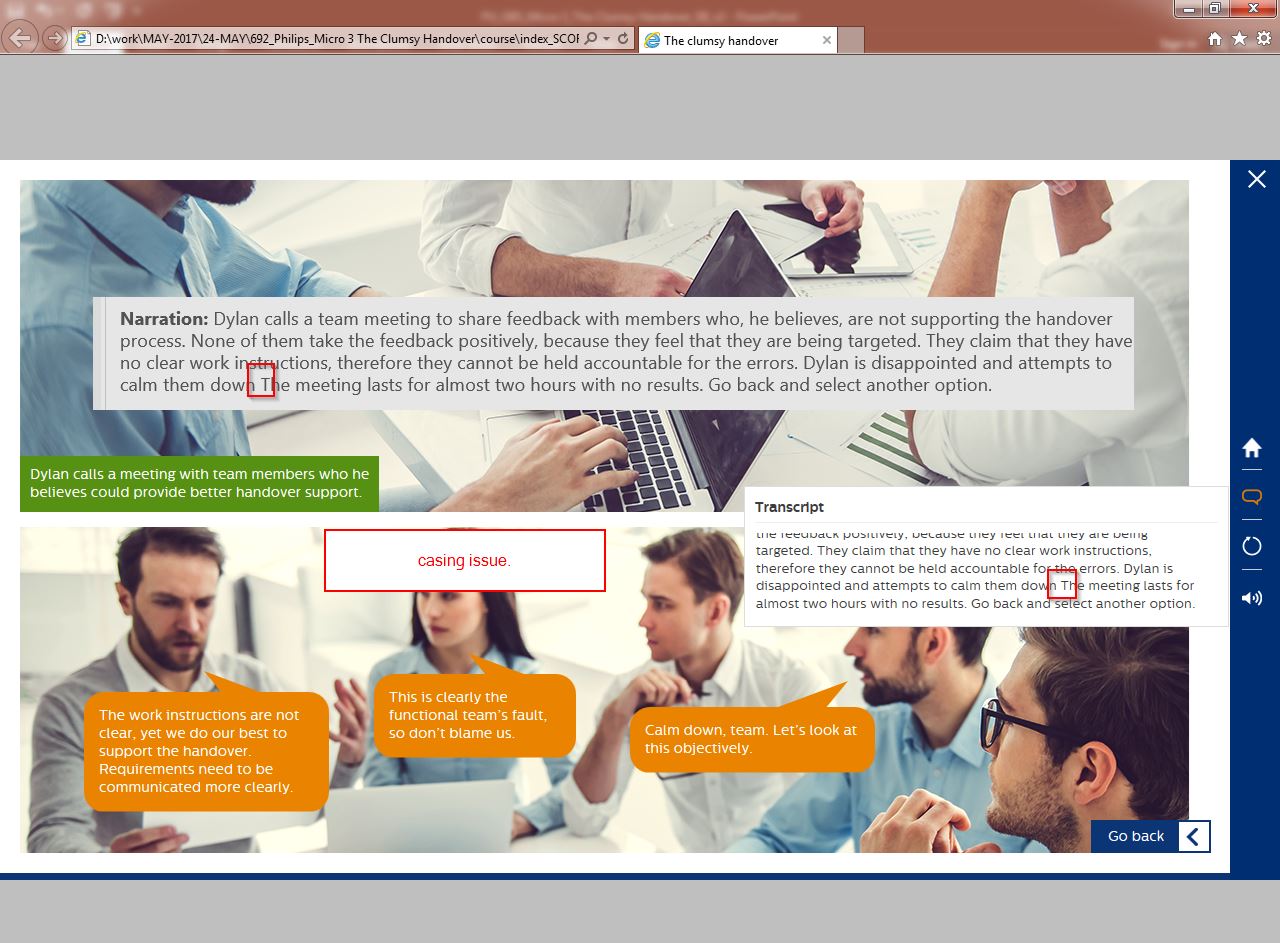 D:\work\MAY-2017\24-MAY\692_Philips_Micro 3 The Clumsy Handover\course\index_SCOF
The clumsy handover
Narration: Dylan calls a team meeting to share feedback with members who, he believes, are not supporting the handover
process. None of them take the feedback positively, because they feel that they are being targeted. They claim that they have
no clear work instructions, therefore they cannot be held accountable for the errors. Dylan is disappointed and attempts to
calm them down The meeting lasts for almost two hours with no results. Go back and select another option.
Dylan calls a meeting with team members who he
believes could provide better handover support.
Transcript
the feedback positively, because they feel that they are being
targeted. They claim that they have no clear work instructions,
therefore they cannot be held accountable for the errors. Dylan is
disappointed and attempts to calm them down The meeting lasts for
almost two hours with no results. Go back and select another option.
casing issue.
The work instructions are not
clear, yet we do our best to
support the handover.
Requirements need to be
communicated more clearly.
This is clearly the
functional team's fault,
so don't blame us.
Calm down, team. Let's look at
this objectively.
Go back